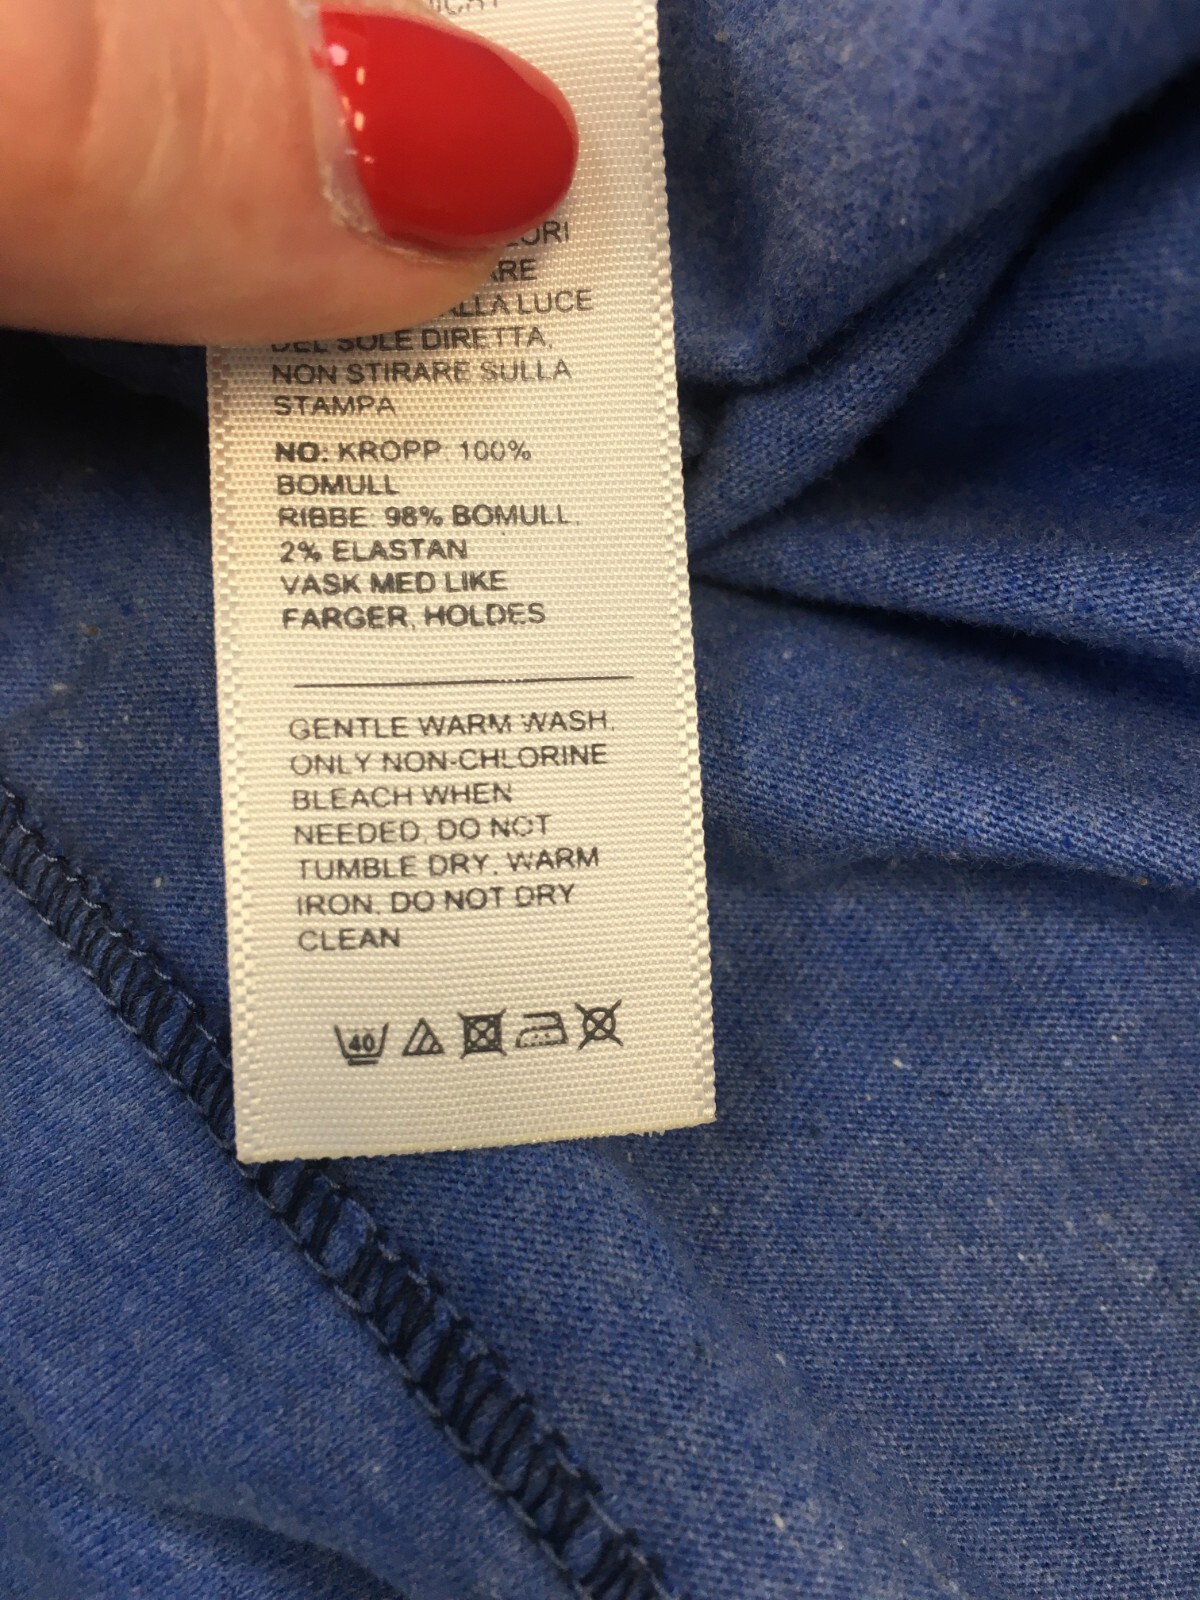 ALLA LUCE
DEL SOLE DIRETTA,
NON STIRARE SULLA
STAMPA
NO: KROPP 100%
BOMULL
RIBBE 98% BOMULL,
2% ELASTAN
VASK MED LIKE
FARGER, HOLDES
GENTLE WARM WASH,
ONLY NON-CHLORINE
BLEACH WHEN
NEEDED, DO NOT
TUMBLE DRY, WARM
IRON, DO NOT DRY
CLEAN
40